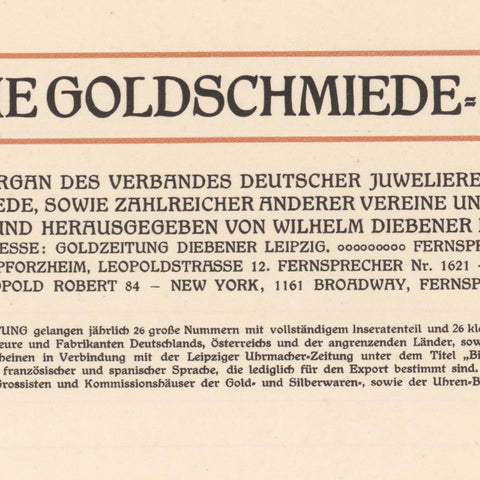 IE GOLDSCHMIEDE=
RGAN DES VERBANDES DEUTSCHER JUWELIERE
EDE, SOWIE ZAHLREICHER ANDERER VEREINE UN
UND HERAUSGEGEBEN VON WILHELM DIEBENER
ESSE: GOLDZEITUNG DIEBENER LEIPZIG. ooooooooo FERNSP
PFORZHEIM, LEOPOLDSTRASSE 12. FERNSPRECHER Nr. 1621 –
OPOLD ROBERT 84 – NEW YORK, 1161 BROADWAY, FERNSP
TUNG gelangen jährlich 26 große Nummern mit vollständigem Inseratenteil und 26 kl
eure und Fabrikanten Deutschlands, österreichs und der angrenzenden Länder, sow
heinen in Verbindung mit der Leipziger Uhrmacher-Zeitung unter dem Titel „Bi
französischer und spanischer Sprache, die lediglich für den Export bestimmt sind.
Grossisten und Kommissionshäuser der Gold- und Silberwaren-, sowie der Uhren-B